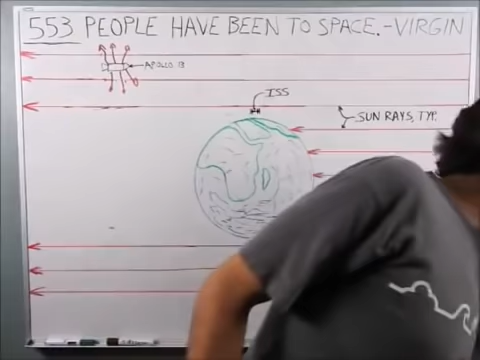 553 PEOPLE HAVE BEEN TO SPACE.-VIRGIN
APOLLO 13
ISS
SUN RAYS, TYP.